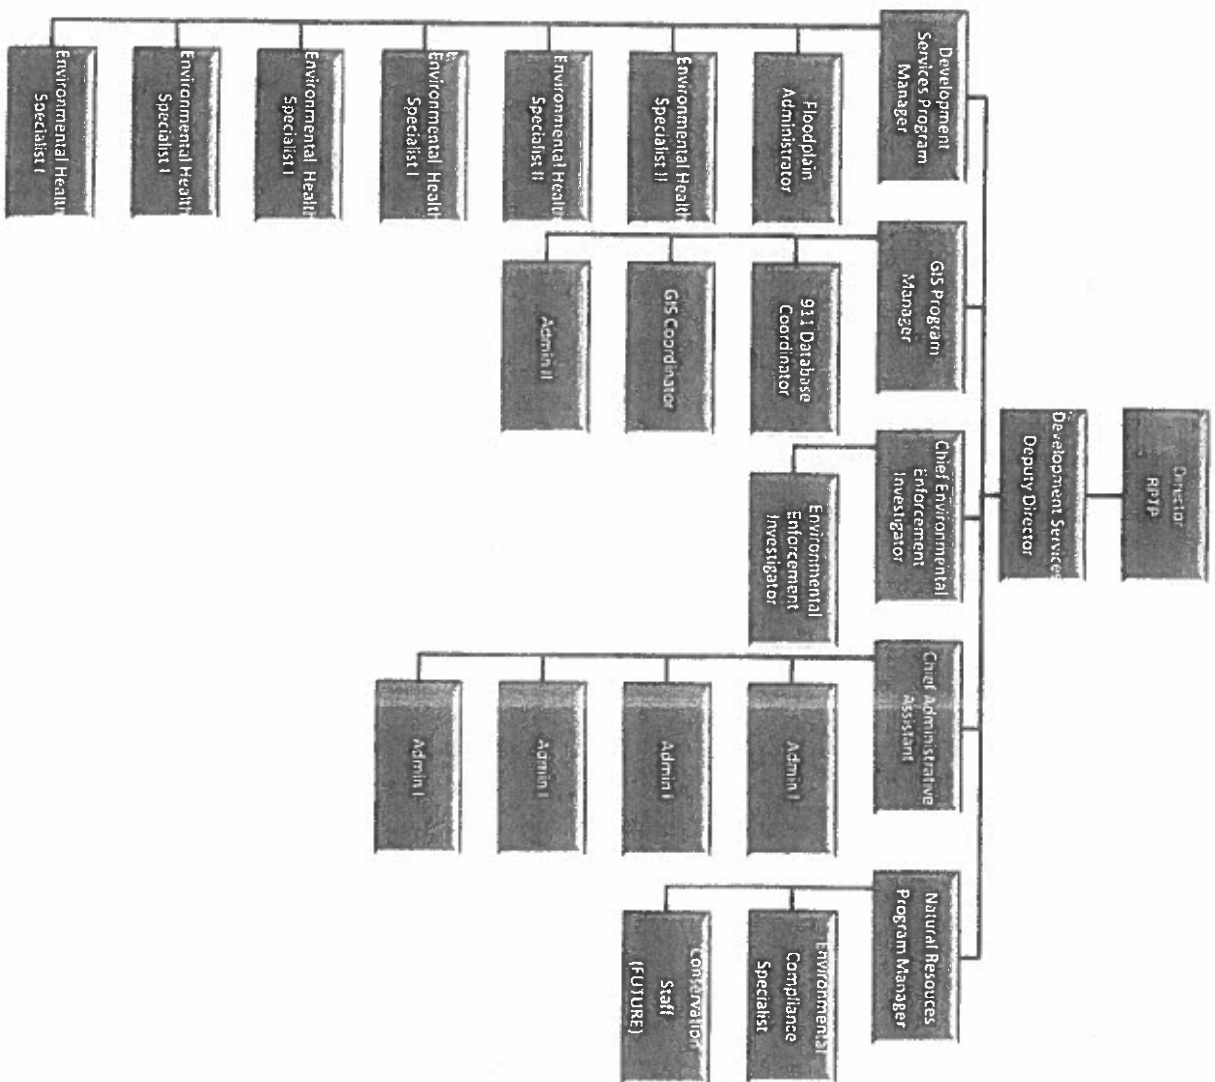 Director
RPTP
Development Services
Deputy Director
Development
Services Program
Manager
Floodplain
Administrator
Environmental Health
Specialist II
Environmental Health
Specialist II
Environmental Health
Specialist I
Environmental Health
Specialist I
Environmental Health
Specialist I
Environmental Health
Specialist I
GIS Program
Manager
911 Database
Coordinator
GIS Coordinator
Admin II
Chief Environmental
Enforcement
Investigator
Environmental
Enforcement
Investigator
Chief Administrative
Assistant
Admin I
Admin I
Admin I
Admin I
Natural Resouces
Program Manager
Environmental
Compliance
Specialist
Conservation
Staff
(FUTURE)